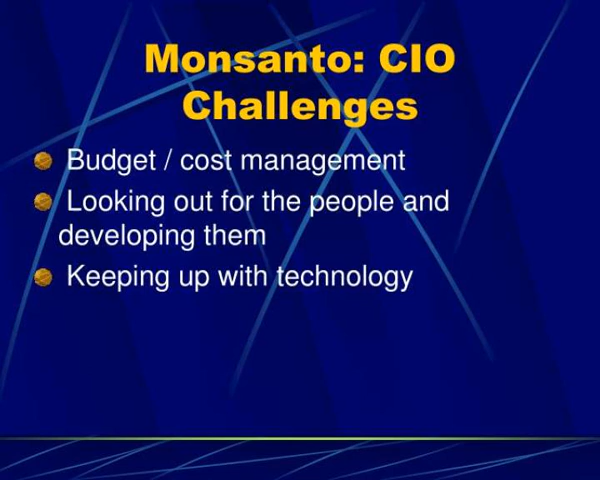 Monsanto: CIO
Challenges
Budget / cost management
Looking out for the people and
developing them
Keeping up with technology